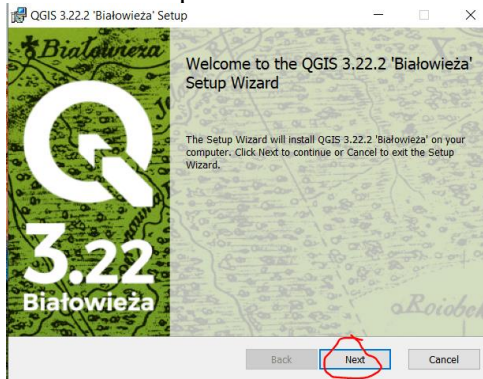 QGIS 3.22.2 'Białowieża' Setup
Białowieża
Welcome to the QGIS 3.22.2 'Białowieża'
Setup Wizard
The Setup Wizard will install QGIS 3.22.2 'Białowieża' on your
computer. Click Next to continue or Cancel to exit the Setup
Wizard.
3.22
Białowieża
Back
Next
Cancel